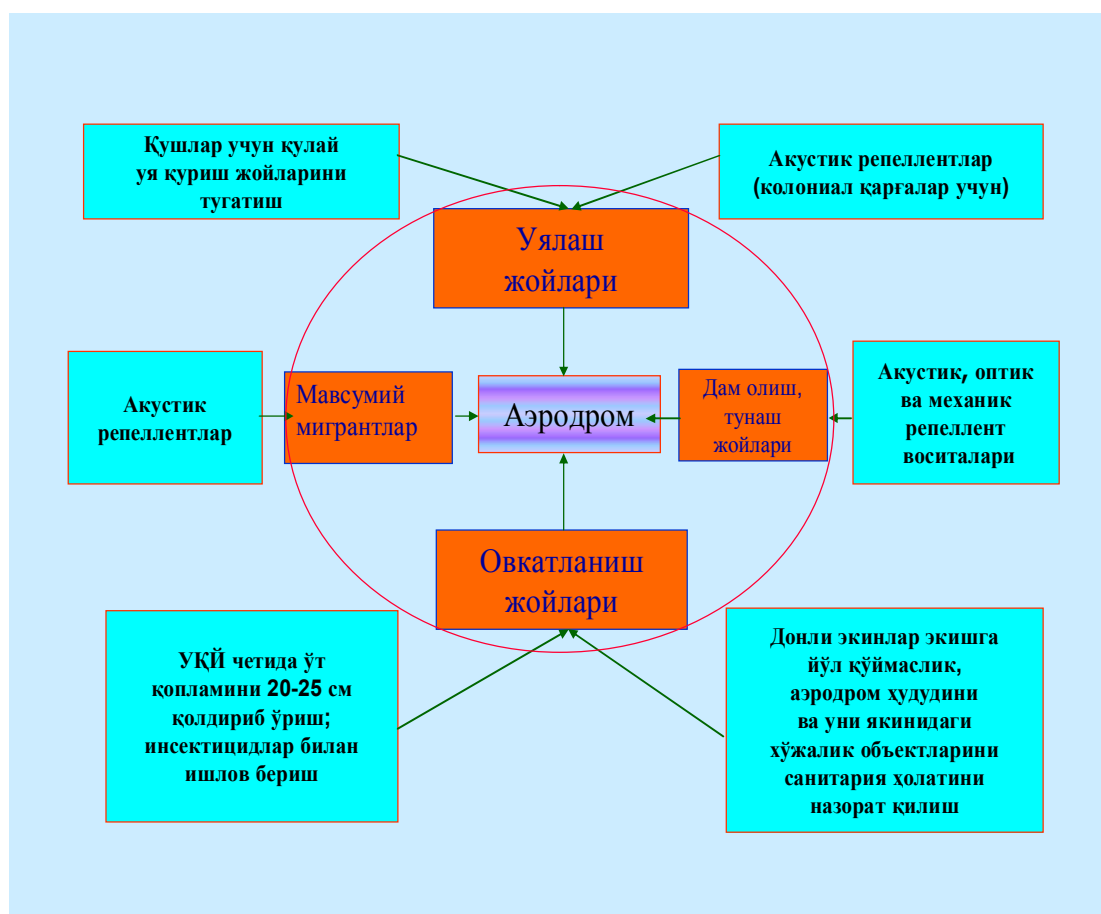 Қушлар учун қулай
уя қуриш жойларини
тугатиш
Акустик репеллентлар
(колониал қарғалар учун)
Уялаш
жойлари
Акустик
репеллентлар
Мавсумий
мигрантлар
Аэродром
Дам олиш,
тунаш
жойлари
Акустик, оптик
ва механик
репеллент
воситалари
Овкатланиш
жойлари
УҚЙ четида ўт
қопламини 20-25 см
қолдириб ўриш;
инсектицидлар билан
ишлов бериш
Донли экинлар экишга
йўл қўймаслик,
аэродром ҳудудини
ва уни якинидаги
хўжалик объектларини
санитария ҳолатини
назорат қилиш